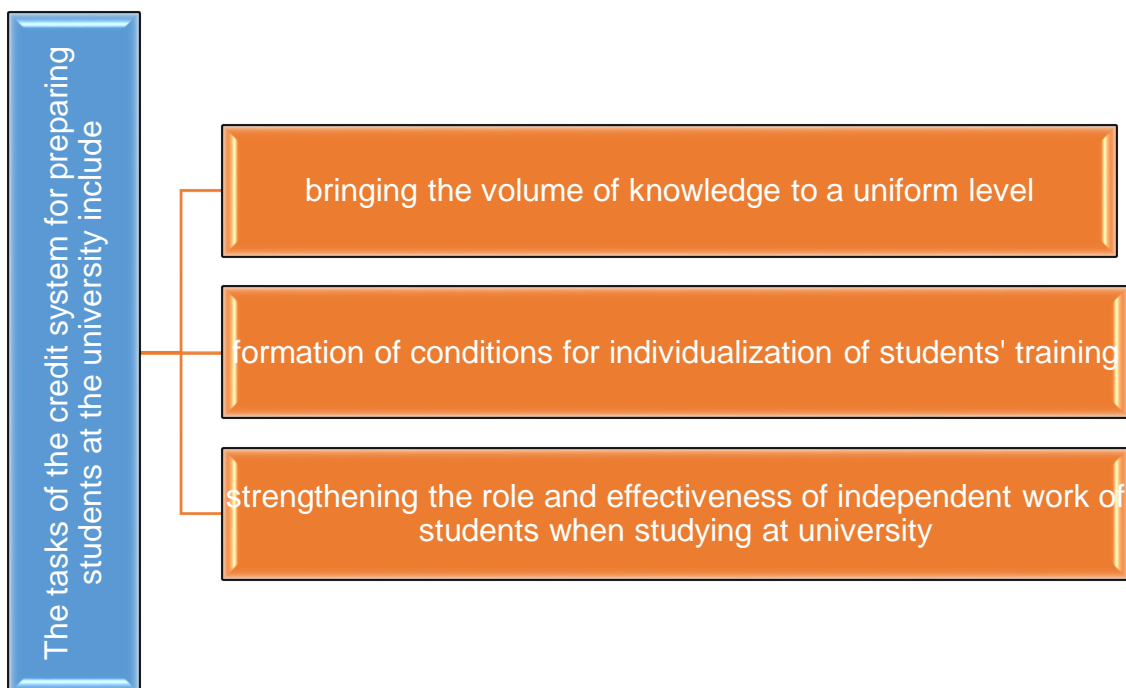 The tasks of the credit system for preparing
students at the university include
bringing the volume of knowledge to a uniform level
formation of conditions for individualization of students' training
strengthening the role and effectiveness of independent work of
students when studying at university